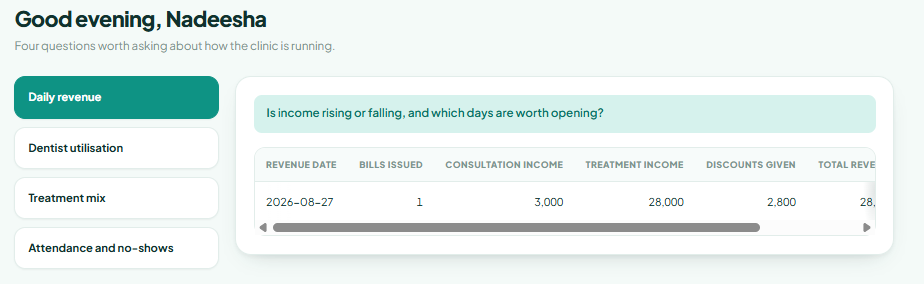 Good evening, Nadeesha
Four questions worth asking about how the clinic is running.
Daily revenue
Dentist utilisation
Treatment mix
Attendance and no-shows
Is income rising or falling, and which days are worth opening?
REVENUE DATE BILLS ISSUED CONSULTATION INCOME TREATMENT INCOME DISCOUNTS GIVEN TOTAL REVE
2026-08-27 1 3,000 28,000 2,800 28,